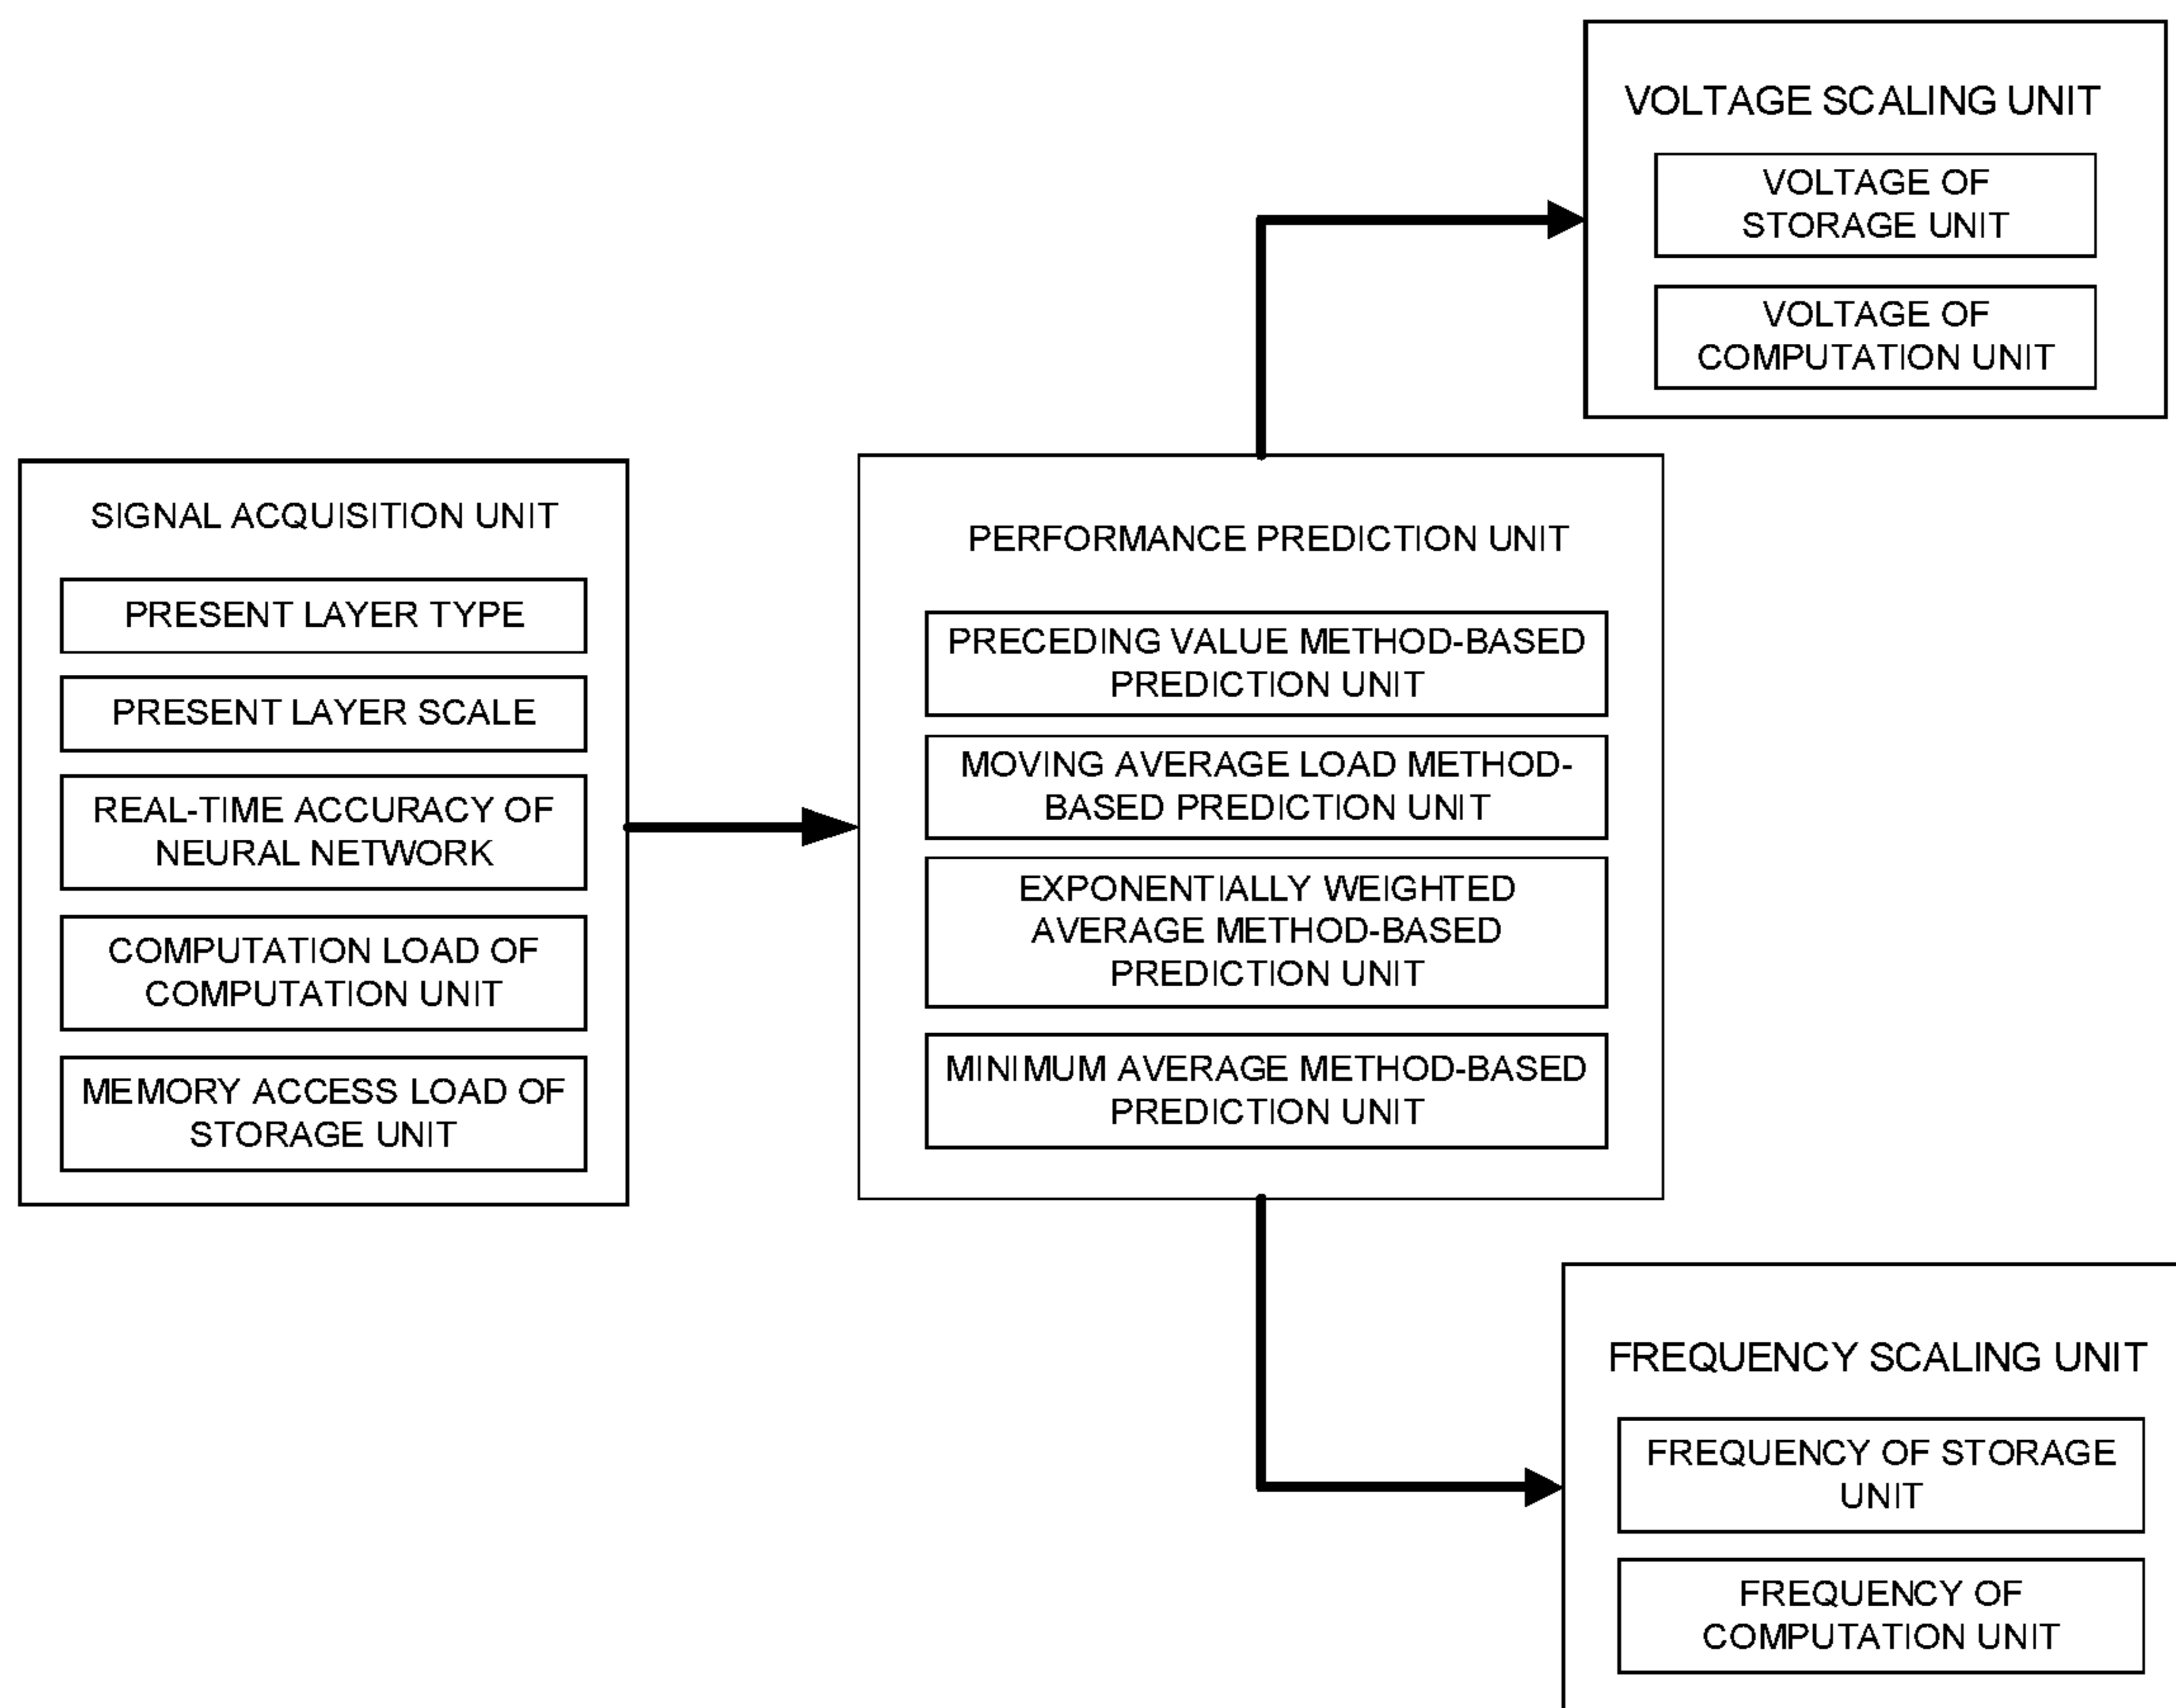 VOLTAGE SCALING UNIT
VOLTAGE OF
STORAGE UNIT
VOLTAGE OF
COMPUTATION UNIT
SIGNAL ACQUISITION UNIT
PRESENT LAYER TYPE
PRESENT LAYER SCALE
REAL-TIME ACCURACY OF
NEURAL NETWORK
COMPUTATION LOAD OF
COMPUTATION UNIT
MEMORY ACCESS LOAD OF
STORAGE UNIT
PERFORMANCE PREDICTION UNIT
PRECEDING VALUE METHOD-BASED
PREDICTION UNIT
MOVING AVERAGE LOAD METHOD-
BASED PREDICTION UNIT
EXPONENTIALLY WEIGHTED
AVERAGE METHOD-BASED
PREDICTION UNIT
MINIMUM AVERAGE METHOD-BASED
PREDICTION UNIT
FREQUENCY SCALING UNIT
FREQUENCY OF STORAGE
UNIT
FREQUENCY OF
COMPUTATION UNIT